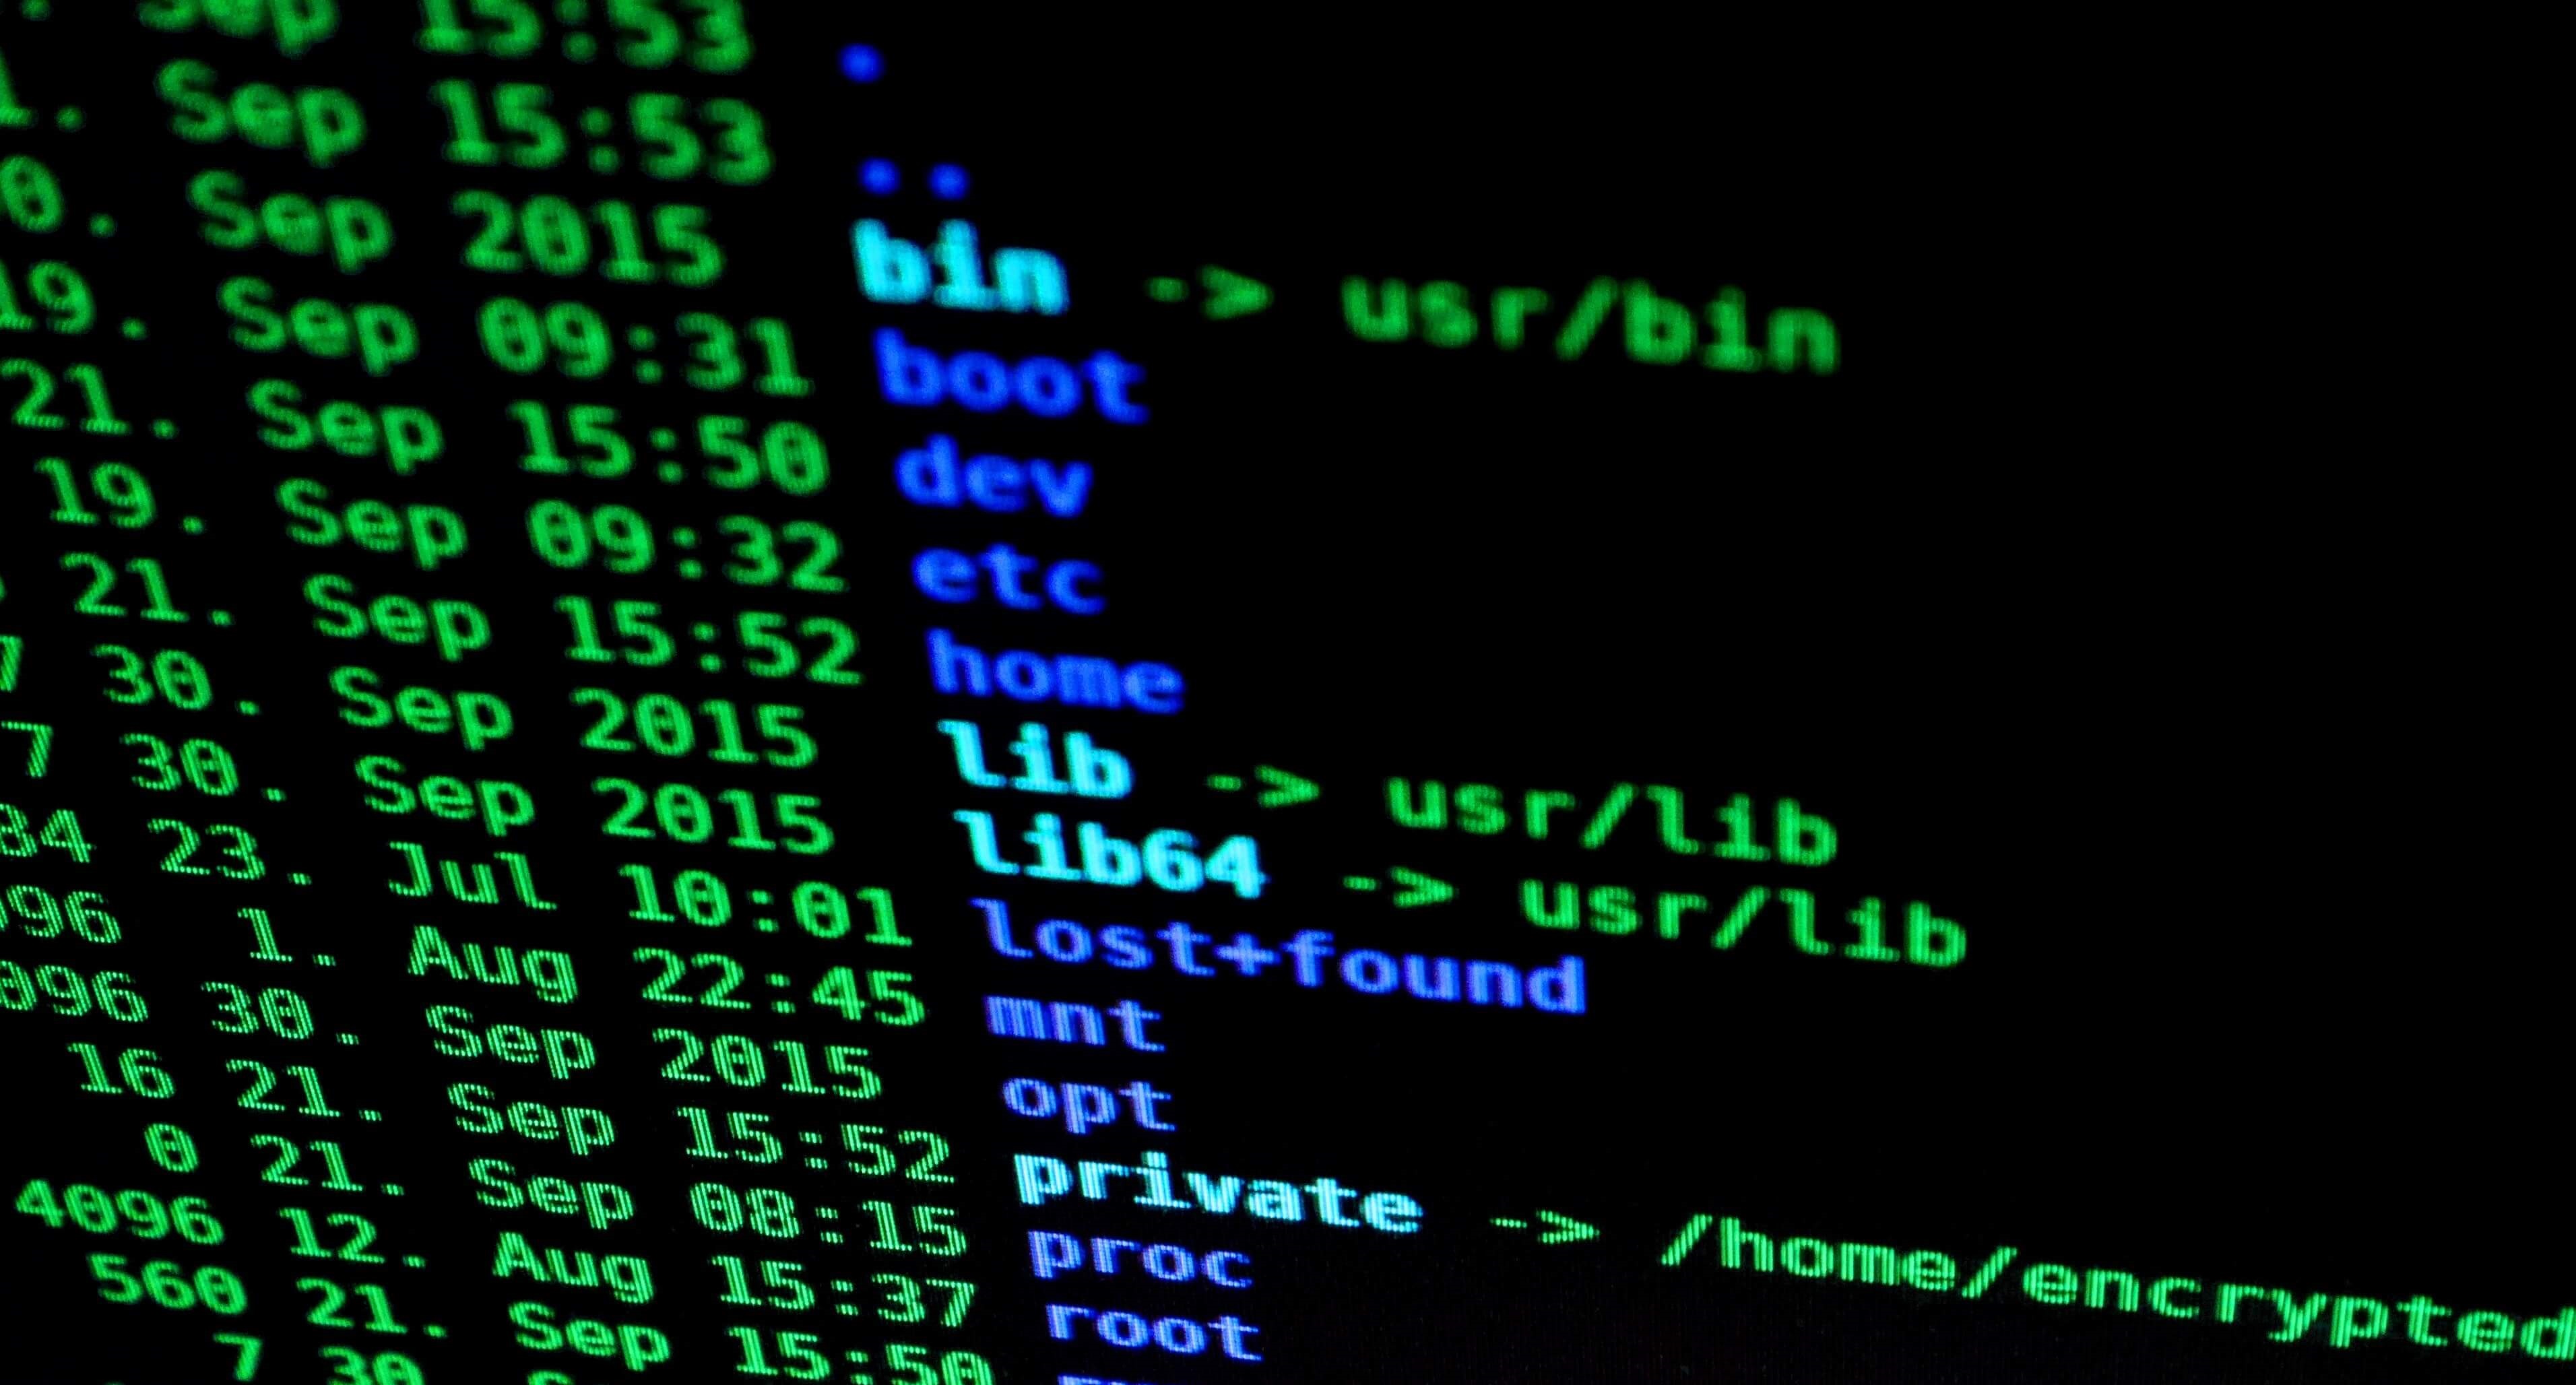 Sep 15:53 .
1. Sep 15:53 ..
0. Sep 2015 bin -> usr/bin
19. Sep 09:31 boot
21. Sep 15:50 dev
19. Sep 09:32 etc
21. Sep 15:52 home
7 30. Sep 2015 lib -> usr/lib
7 30. Sep 2015 lib64 -> usr/lib
84 23. Jul 10:01 lost+found
096 1. Aug 22:45 mnt
096 30. Sep 2015 opt
16 21. Sep 15:52 private -> /home/encrypted
0 21. Sep 08:15 proc
4096 12. Aug 15:37 root
560 21. Sep 15:50
7 30